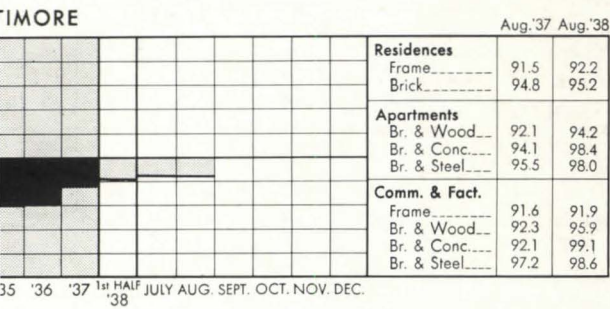 TIMORE
Aug.'37 Aug.'38
Residences
Frame________ 91.5 92.2
Brick________ 94.8 95.2
Apartments
Br. & Wood__ 92.1 94.2
Br. & Conc.__ 94.1 98.4
Br. & Steel___ 95.5 98.0
Comm. & Fact.
Frame________ 91.6 91.9
Br. & Wood__ 92.3 95.9
Br. & Conc.___ 92.1 99.1
Br. & Steel____ 97.2 98.6
35 '36 '37 1st HALF '38 JULY AUG. SEPT. OCT. NOV. DEC.